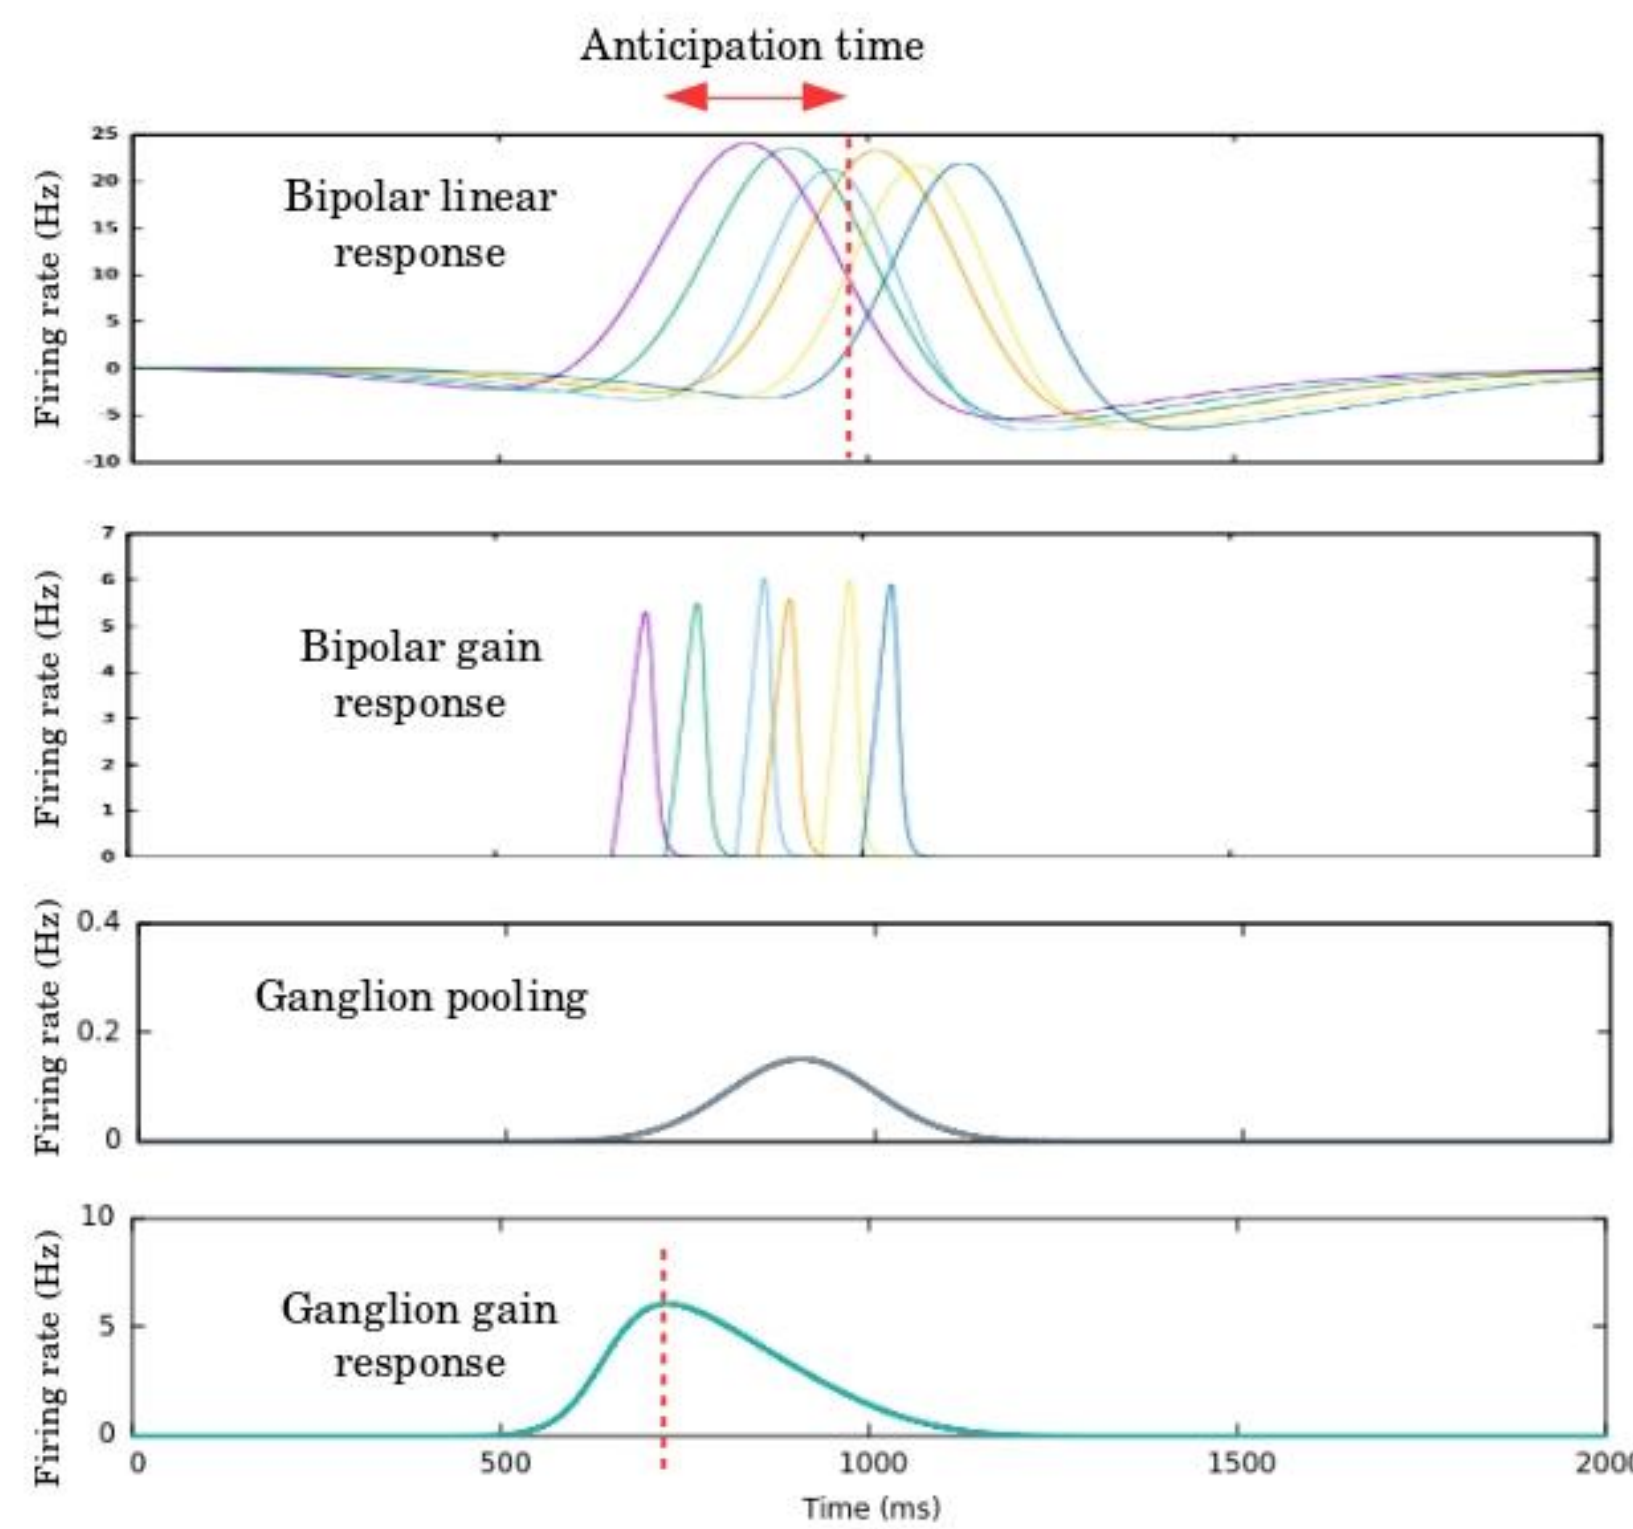 Anticipation time
Firing rate (Hz)
25
20
15
10
5
0
-5
-10
Bipolar linear
response
Firing rate (Hz)
7
6
5
4
3
2
1
0
Bipolar gain
response
Firing rate (Hz)
0.4
0.2
0
Ganglion pooling
Firing rate (Hz)
10
5
0
Ganglion gain
response
0 500 1000 1500 2000
Time (ms)